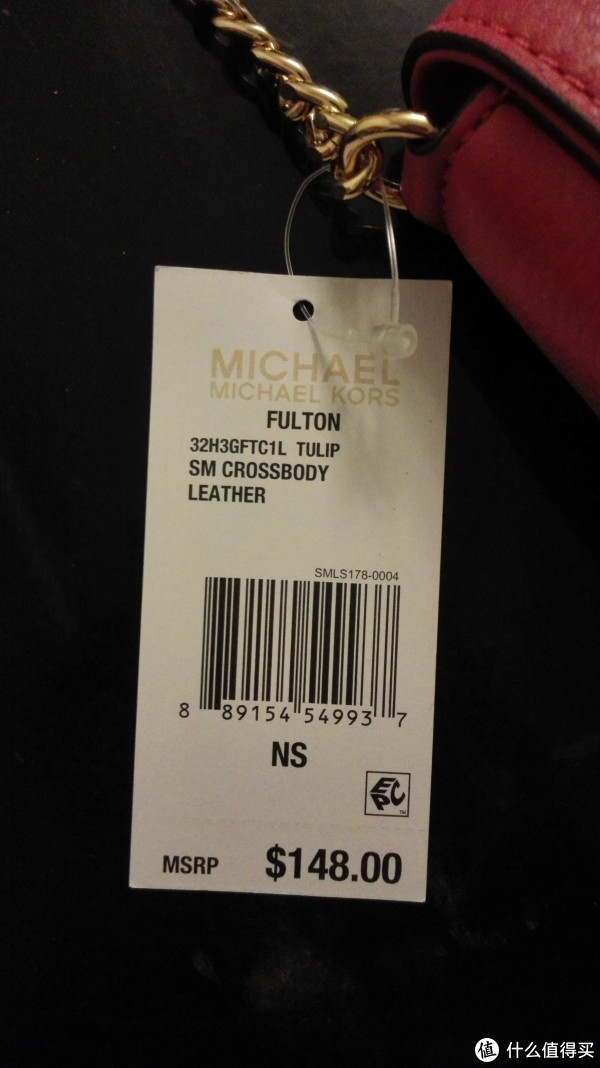 MICHAEL
MICHAEL KORS
FULTON
32H3GFTC1L TULIP
SM CROSSBODY
LEATHER
SMLS178-0004
8 89154 54993 7
NS
EPC
TM
MSRP $148.00
值 什么值得买